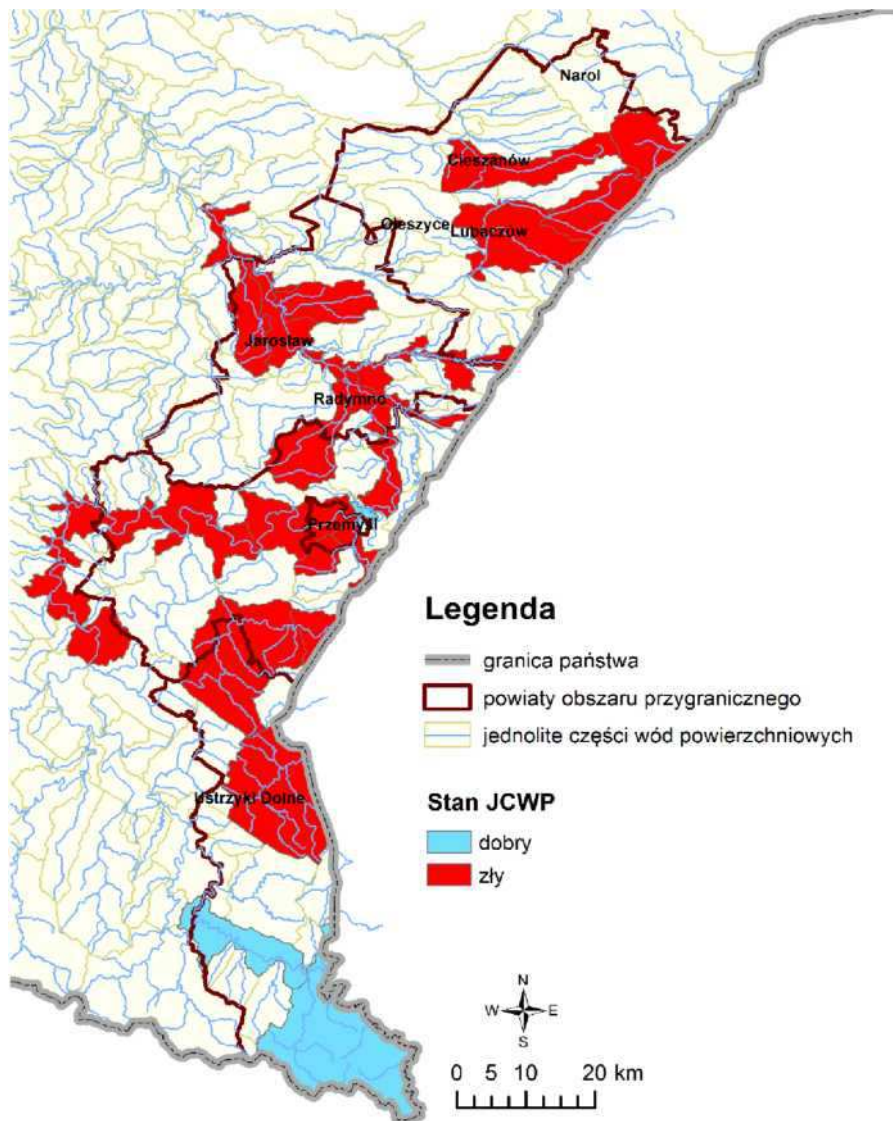 Narol
Cieszanów
Oleszyce
Lubaczów
Jarosław
Radymno
Przemyśl
Legenda
granica państwa
powiaty obszaru przygranicznego
jednolite części wód powierzchniowych
Ustrzyki Dolne
Stan JCWP
dobry
zły
N
W E
S
0 5 10 20 km